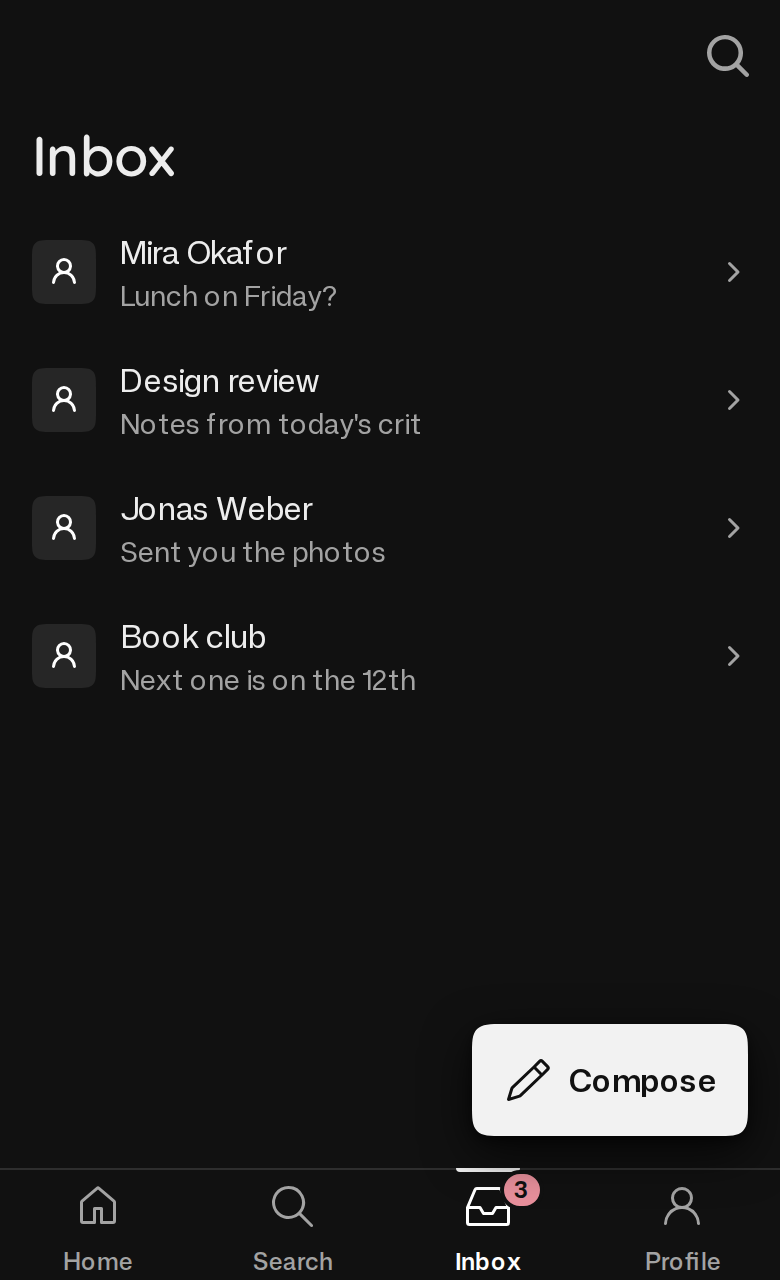 Inbox
Mira Okafor
Lunch on Friday?
Design review
Notes from today's crit
Jonas Weber
Sent you the photos
Book club
Next one is on the 12th
Compose
3
Home
Search
Inbox
Profile